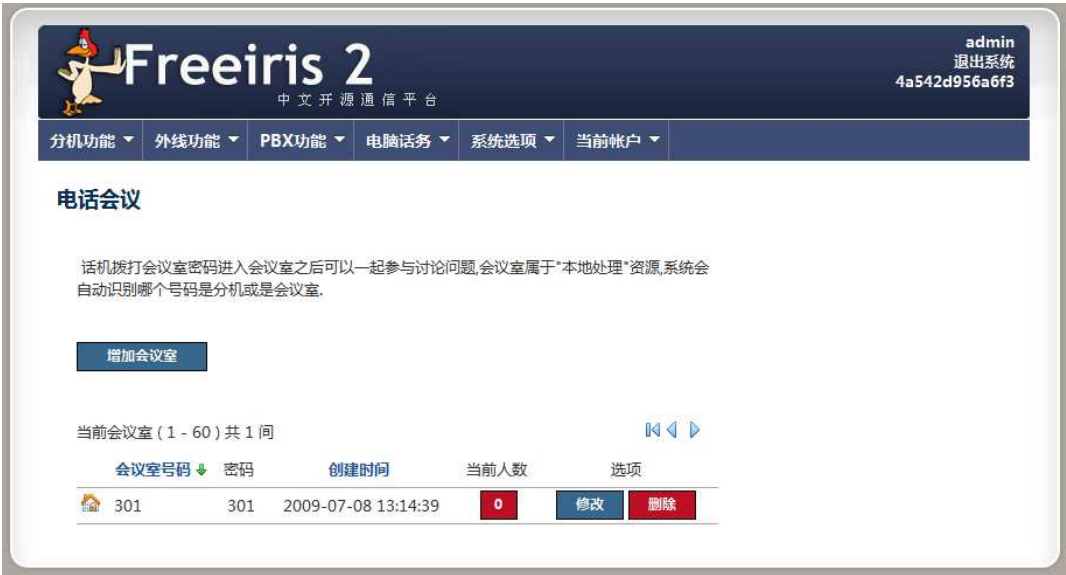 Freeiris 2
中文开源通信平台
admin
退出系统
4a542d956a6f3
分机功能 外线功能 PBX功能 电脑话务 系统选项 当前帐户
电话会议
话机拨打会议室密码进入会议室之后可以一起参与讨论问题,会议室属于"本地处理"资源,系统会
自动识别哪个号码是分机或是会议室.
增加会议室
当前会议室 ( 1 - 60 ) 共 1 间
会议室号码 密码 创建时间 当前人数 选项
301 301 2009-07-08 13:14:39 0 修改 删除